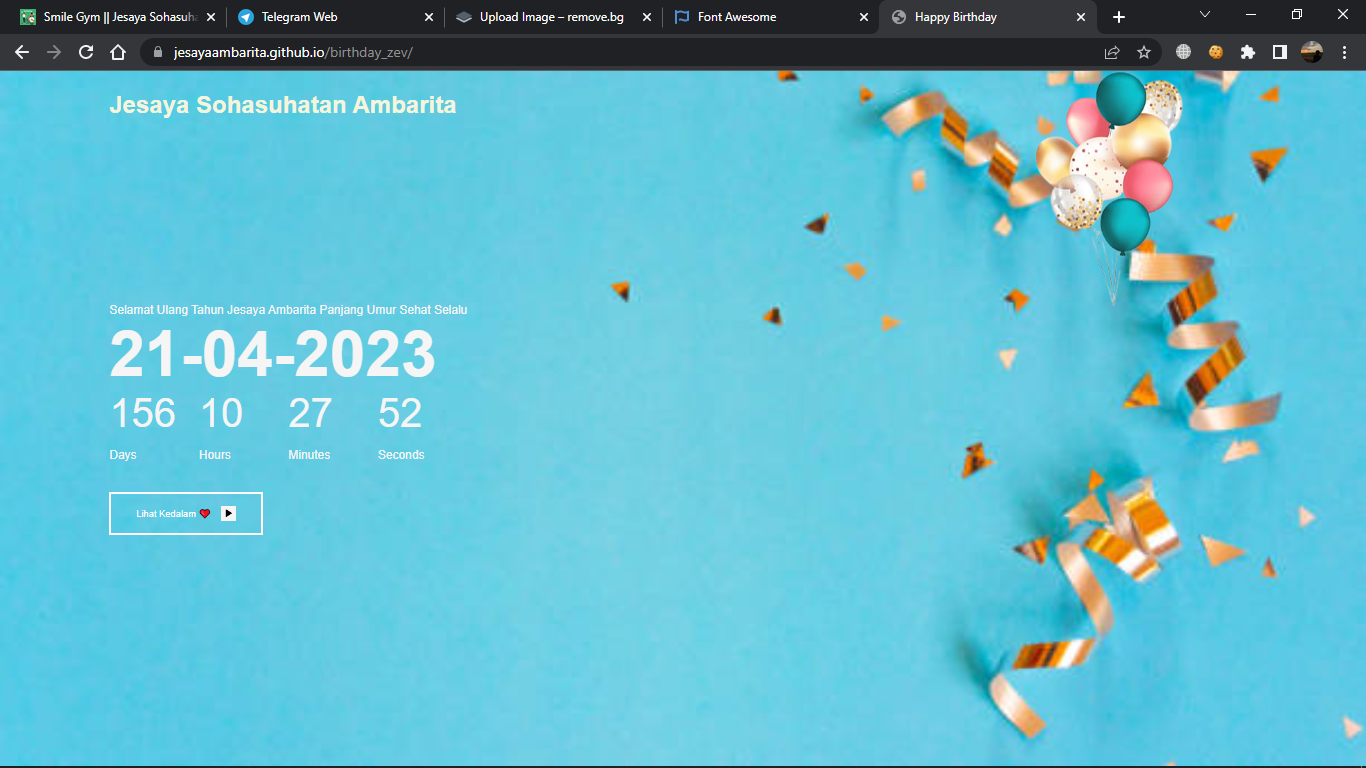 Smile Gym || Jesaya Sohasuha
Telegram Web
Upload Image – remove.bg
Font Awesome
Happy Birthday
jesayaambarita.github.io/birthday_zev/
Jesaya Sohasuhatan Ambarita
Selamat Ulang Tahun Jesaya Ambarita Panjang Umur Sehat Selalu
21-04-2023
156 10 27 52
Days Hours Minutes Seconds
Lihat Kedalam